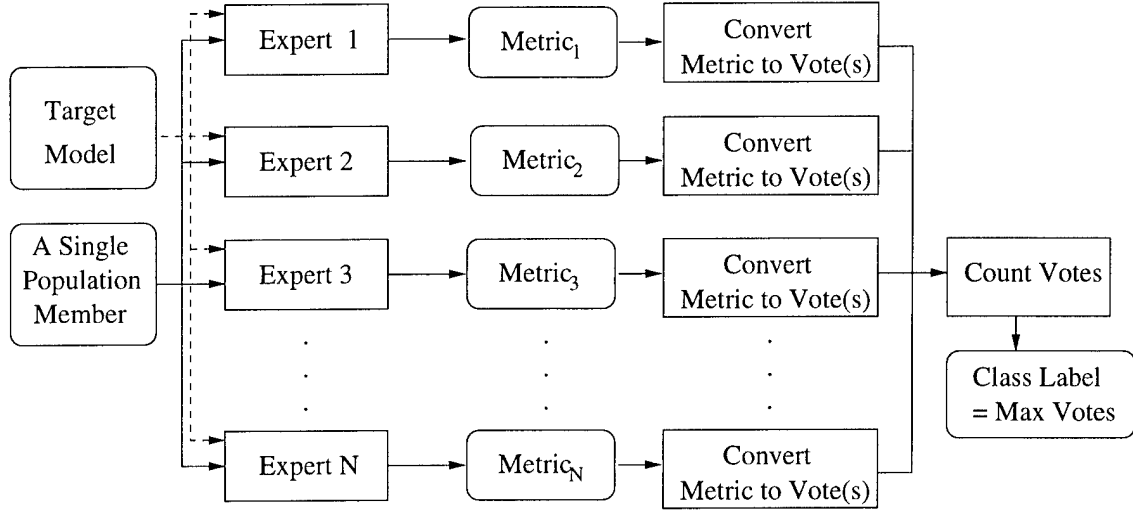 Target
Model
A Single
Population
Member
Expert 1
Metric1
Convert
Metric to Vote(s)
Expert 2
Metric2
Convert
Metric to Vote(s)
Expert 3
Metric3
Convert
Metric to Vote(s)
Expert N
MetricN
Convert
Metric to Vote(s)
Count Votes
Class Label
= Max Votes